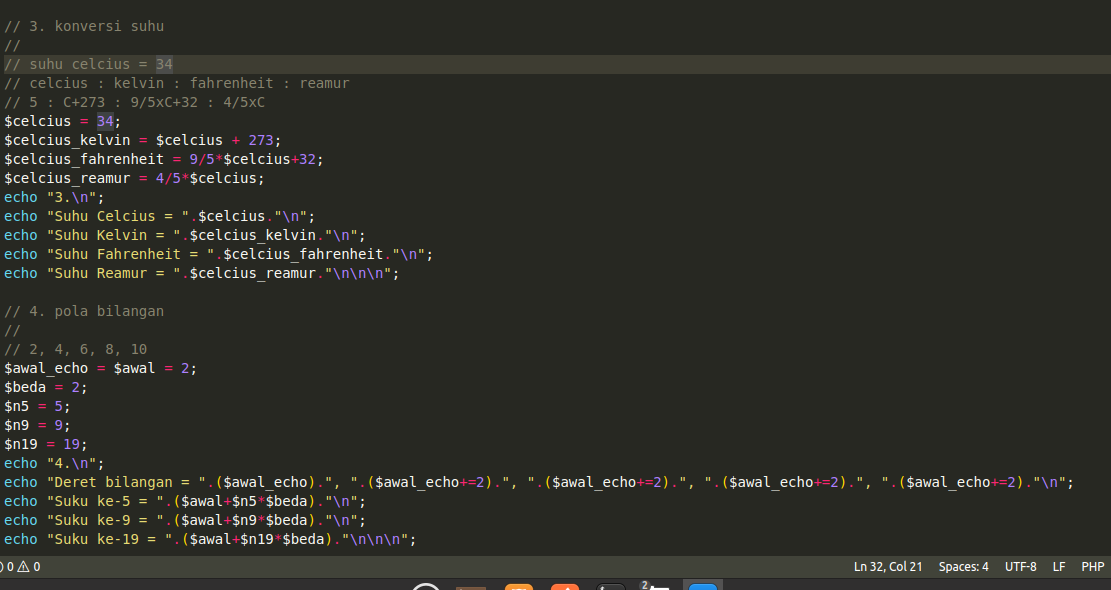 // 3. konversi suhu
//
// suhu celcius = 34
// celcius : kelvin : fahrenheit : reamur
// 5 : C+273 : 9/5xC+32 : 4/5xC
$celcius = 34;
$celcius_kelvin = $celcius + 273;
$celcius_fahrenheit = 9/5*$celcius+32;
$celcius_reamur = 4/5*$celcius;
echo "3.\n";
echo "Suhu Celcius = ".$celcius."\n";
echo "Suhu Kelvin = ".$celcius_kelvin."\n";
echo "Suhu Fahrenheit = ".$celcius_fahrenheit."\n";
echo "Suhu Reamur = ".$celcius_reamur."\n\n\n";
// 4. pola bilangan
//
// 2, 4, 6, 8, 10
$awal_echo = $awal = 2;
$beda = 2;
$n5 = 5;
$n9 = 9;
$n19 = 19;
echo "4.\n";
echo "Deret bilangan = ".($awal_echo).", ".($awal_echo+=2).", ".($awal_echo+=2).", ".($awal_echo+=2).", ".($awal_echo+=2)."\n";
echo "Suku ke-5 = ".($awal+$n5*$beda)."\n";
echo "Suku ke-9 = ".($awal+$n9*$beda)."\n";
echo "Suku ke-19 = ".($awal+$n19*$beda)."\n\n\n";
0 0 Ln 32, Col 21 Spaces: 4 UTF-8 LF PHP
2